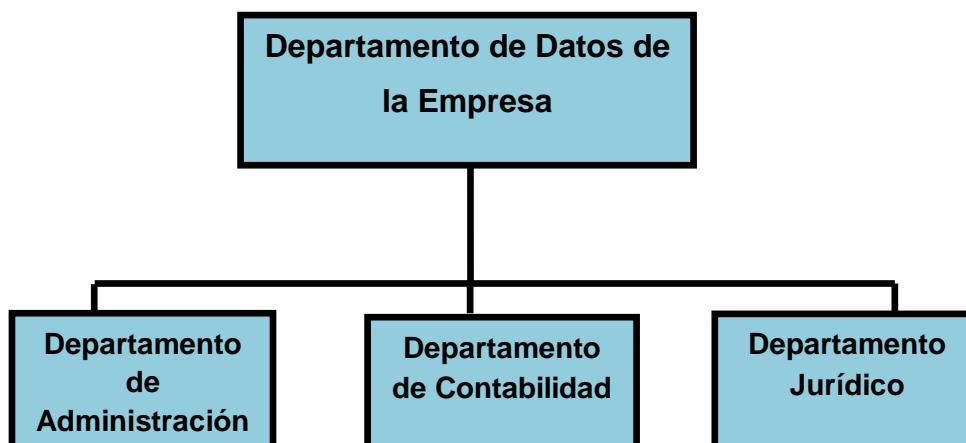 Departamento de Datos de
la Empresa
Departamento
de
Administración
Departamento
de Contabilidad
Departamento
Jurídico